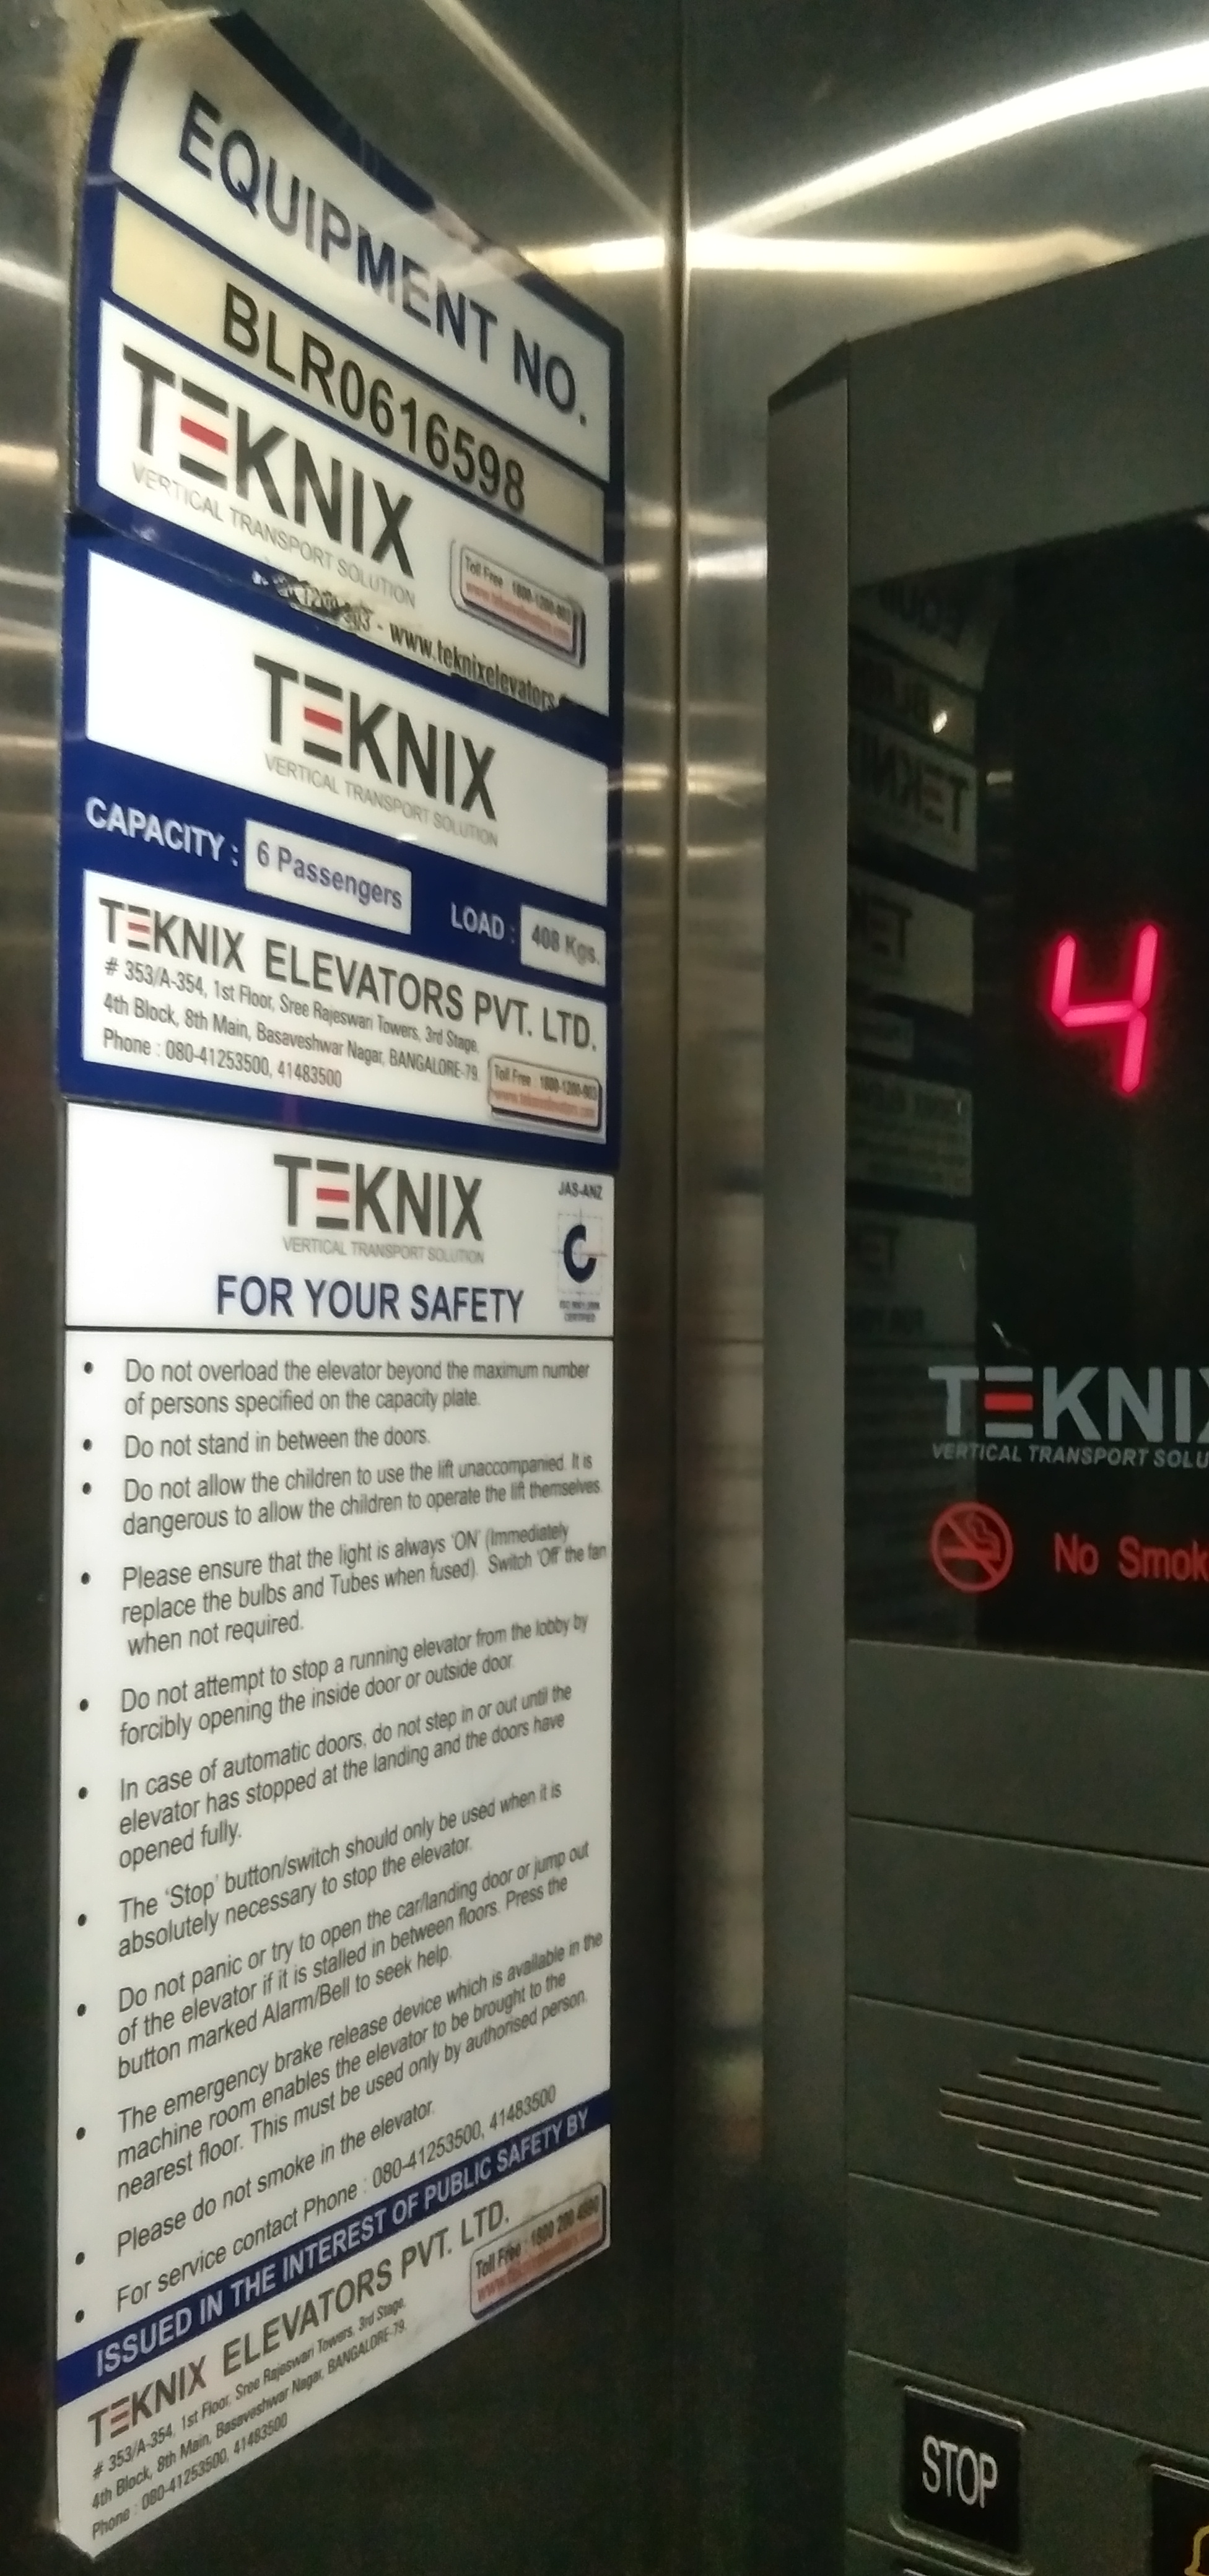 EQUIPMENT NO.
BLR0616598
TEKNIX
VERTICAL TRANSPORT SOLUTION
Toll Free : 1800-1200-903
- www.teknixelevators
TEKNIX
VERTICAL TRANSPORT SOLUTION
CAPACITY : 6 Passengers
LOAD : 408 Kgs.
TEKNIX ELEVATORS PVT. LTD.
# 353/A-354, 1st Floor, Sree Rajeswari Towers, 3rd Stage,
4th Block, 8th Main, Basaveshwar Nagar, BANGALORE-79.
Phone : 080-41253500, 41483500
Toll Free : 1800-1200-903
TEKNIX
VERTICAL TRANSPORT SOLUTION
JAS-ANZ
FOR YOUR SAFETY
• Do not overload the elevator beyond the maximum number
of persons specified on the capacity plate.
• Do not stand in between the doors.
• Do not allow the children to use the lift unaccompanied. It is
dangerous to allow the children to operate the lift themselves.
• Please ensure that the light is always 'ON' (Immediately
replace the bulbs and Tubes when fused). Switch 'Off' the fan
when not required.
• Do not attempt to stop a running elevator from the lobby by
forcibly opening the inside door or outside door.
• In case of automatic doors, do not step in or out until the
elevator has stopped at the landing and the doors have
opened fully.
• The 'Stop' button/switch should only be used when it is
absolutely necessary to stop the elevator.
• Do not panic or try to open the car/landing door or jump out
of the elevator if it is stalled in between floors. Press the
button marked Alarm/Bell to seek help.
• The emergency brake release device which is available in the
machine room enables the elevator to be brought to the
nearest floor. This must be used only by authorised person.
• Please do not smoke in the elevator.
• For service contact Phone : 080-41253500, 41483500
ISSUED IN THE INTEREST OF PUBLIC SAFETY BY
TEKNIX ELEVATORS PVT. LTD.
# 353/A-354, 1st Floor, Sree Rajeswari Towers, 3rd Stage,
4th Block, 8th Main, Basaveshwar Nagar, BANGALORE-79.
Phone : 080-41253500, 41483500
Toll Free :
4
TEKNIX
VERTICAL TRANSPORT SOLU
No Smok
STOP